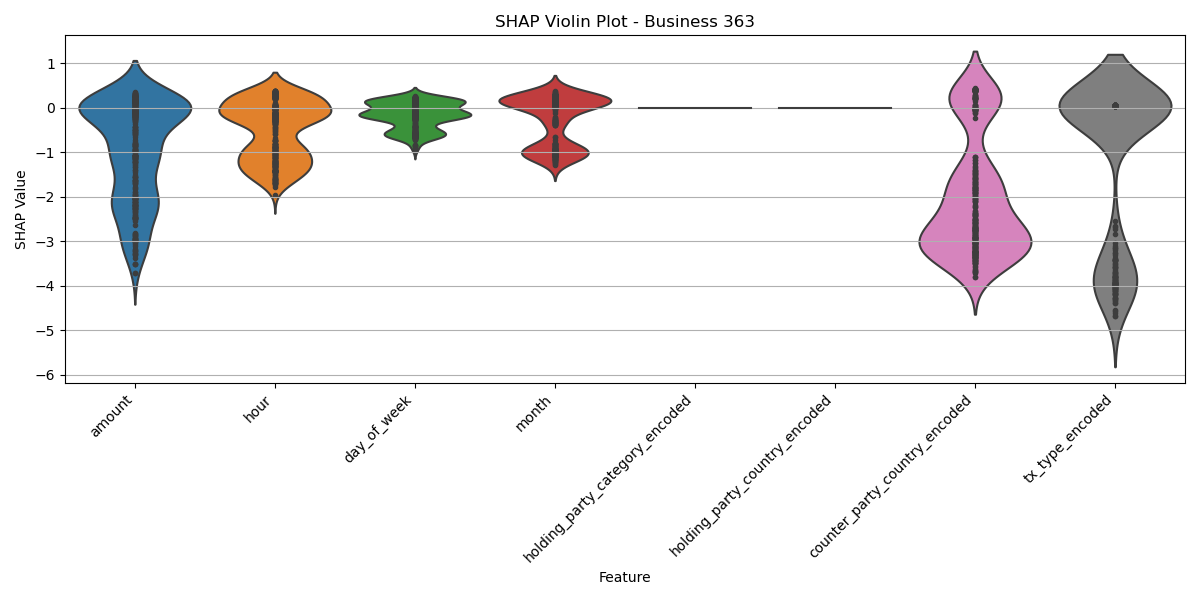 SHAP Violin Plot - Business 363
SHAP Value
1
0
−1
−2
−3
−4
−5
−6
amount
hour
day_of_week
month
holding_party_category_encoded
holding_party_country_encoded
counter_party_country_encoded
tx_type_encoded
Feature